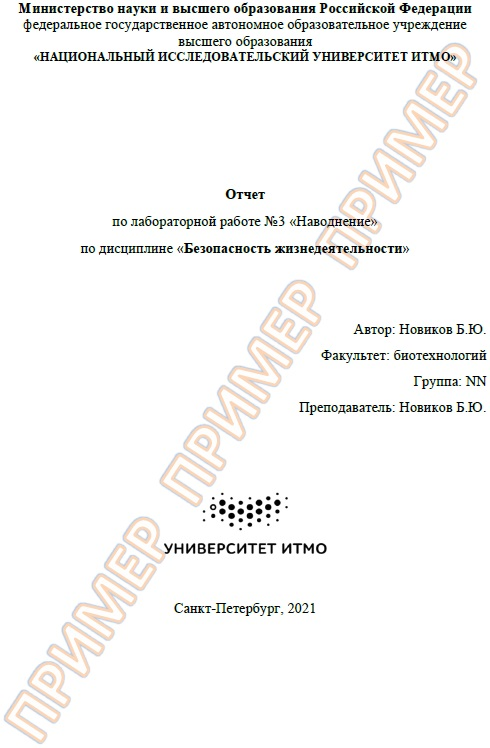 Министерство науки и высшего образования Российской Федерации
федеральное государственное автономное образовательное учреждение
высшего образования
«НАЦИОНАЛЬНЫЙ ИССЛЕДОВАТЕЛЬСКИЙ УНИВЕРСИТЕТ ИТМО»
Отчет
по лабораторной работе №3 «Наводнение»
по дисциплине «Безопасность жизнедеятельности»
Автор: Новиков Б.Ю.
Факультет: биотехнологий
Группа: NN
Преподаватель: Новиков Б.Ю.
УНИВЕРСИТЕТ ИТМО
Санкт-Петербург, 2021
ПРИМЕР ПРИМЕР ПРИМЕР ПРИМЕР